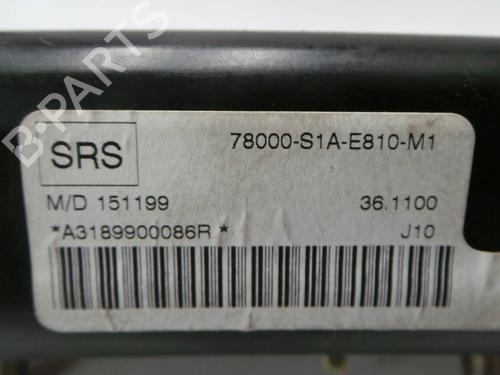 B-PARTS
SRS
78000-S1A-E810-M1
M/D 151199
36.1100
*A3189900086R *
J10